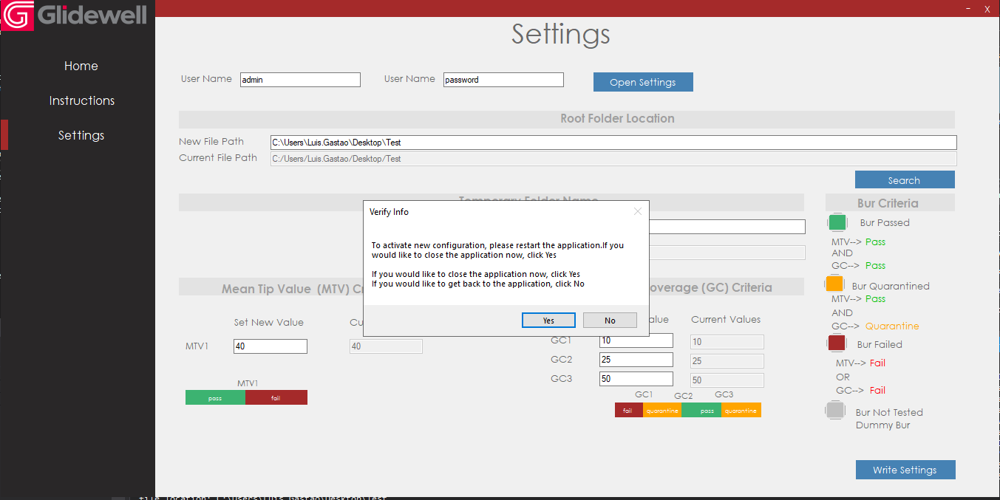 Glidewell
- X
Home
Instructions
Settings
Settings
User Name admin User Name password Open Settings
Root Folder Location
New File Path C:\Users\Luis.Gastao\Desktop\Test
Current File Path C:/Users/Luis.Gastao/Desktop/Test
Search
Temporary Folder Name
Verify Info
To activate new configuration, please restart the application.If you
would like to close the application now, click Yes
If you would like to close the application now, click Yes
If you would like to get back to the application, click No
Yes No
Mean Tip Value (MTV) C
overage (GC) Criteria
Set New Value Cu
MTV1 40 40
MTV1
pass fail
alue Current Values
GC1 10 10
GC2 25 25
GC3 50 50
GC1 GC2 GC3
fail quarantine pass quarantine
Bur Criteria
Bur Passed
MTV--> Pass
AND
GC--> Pass
Bur Quarantined
MTV--> Pass
AND
GC--> Quarantine
Bur Failed
MTV--> Fail
OR
GC--> Fail
Bur Not Tested
Dummy Bur
Write Settings
file location: C:\Users\Luis.Gastao\Desktop\Test